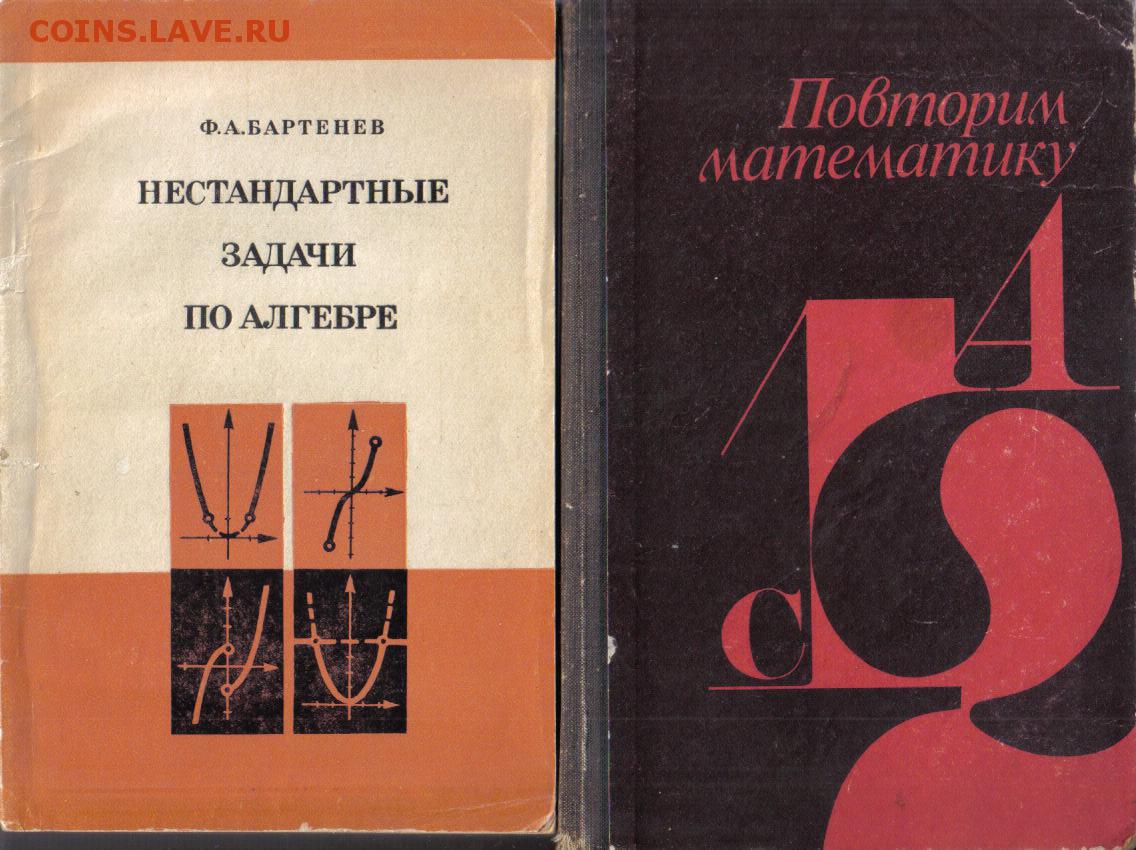 COINS.LAVE.RU
Ф.А.БАРТЕНЕВ
НЕСТАНДАРТНЫЕ
ЗАДАЧИ
ПО АЛГЕБРЕ
Повторим
математику
А
С